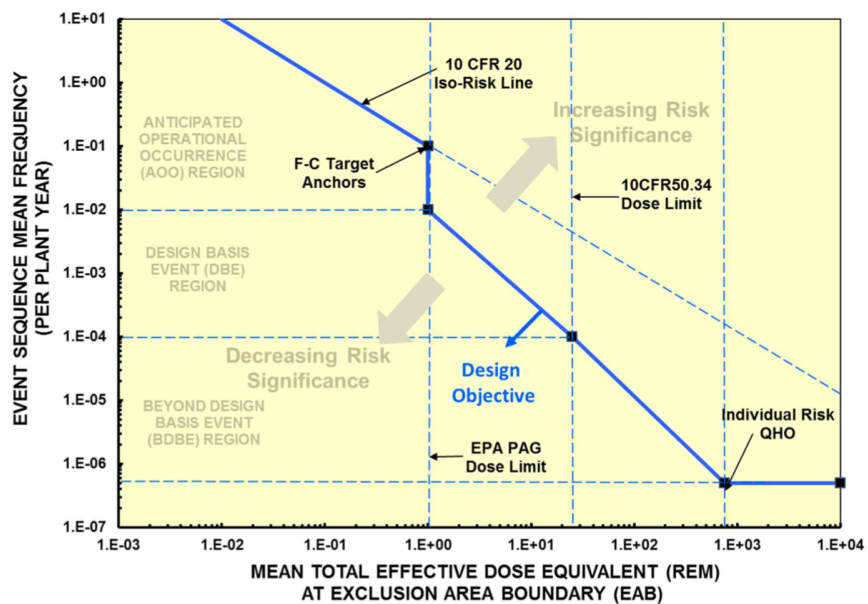 EVENT SEQUENCE MEAN FREQUENCY
(PER PLANT YEAR)
1.E+01
1.E+00
1.E-01
1.E-02
1.E-03
1.E-04
1.E-05
1.E-06
1.E-07
10 CFR 20
Iso-Risk Line
Increasing Risk
Significance
ANTICIPATED
OPERATIONAL
OCCURRENCE
(AOO) REGION
F-C Target
Anchors
10CFR50.34
Dose Limit
DESIGN BASIS
EVENT (DBE)
REGION
Decreasing Risk
Significance
Design
Objective
BEYOND DESIGN
BASIS EVENT
(BDBE) REGION
EPA PAG
Dose Limit
Individual Risk
QHO
1.E-03
1.E-02
1.E-01
1.E+00
1.E+01
1.E+02
1.E+03
1.E+04
MEAN TOTAL EFFECTIVE DOSE EQUIVALENT (REM)
AT EXCLUSION AREA BOUNDARY (EAB)